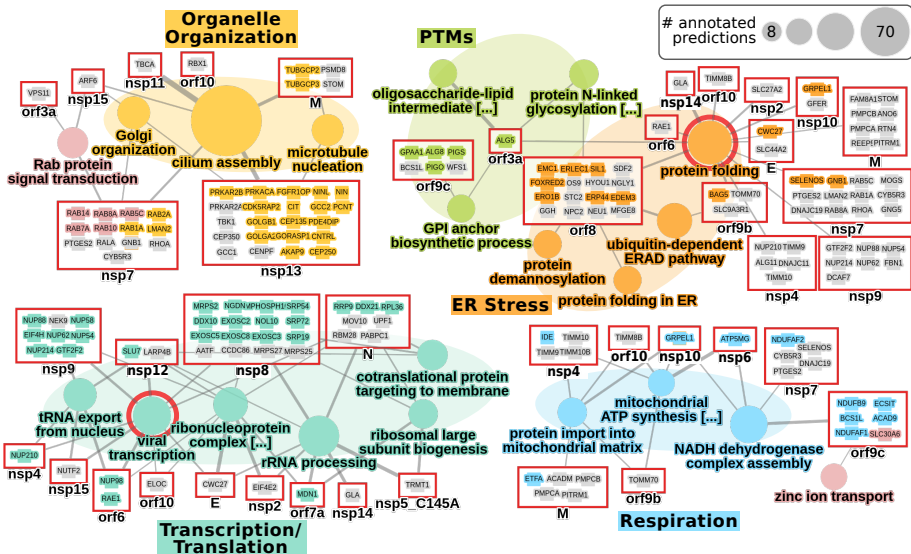 Organelle
Organization
TBCA
nsp11
RBX1
orf10
TUBGCP2 PSMD8
TUBGCP3 STOM
M
VPS11
orf3a
ARF6
nsp15
Golgi
organization
cilium assembly
microtubule
nucleation
Rab protein
signal transduction
RAB14 RAB8A RAB5C RAB2A
RAB7A RAB10 RAB1A LMAN2
PTGES2 RALA GNB1 RHOA
CYB5R3
nsp7
PRKAR2B PRKACA FGFR1OP NINL NIN
PRKAR2A CDK5RAP2 CIT GCC2 PCNT
TBK1 GOLGB1 CEP135 PDE4DIP
CEP350 GOLGA2 GORASP1 CNTRL
GCC1 CENPF AKAP9 CEP250
nsp13
PTMs
oligosaccharide-lipid
intermediate [...]
protein N-linked
glycosylation [...]
ALG5
orf3a
GPAA1 ALG8 PIGS
BCS1L PIGO WFS1
orf9c
GPI anchor
biosynthetic process
# annotated
predictions
8
70
GLA
nsp14
TIMM8B
orf10
SLC27A2
nsp2
GRPEL1
GFER
nsp10
FAM8A1 STOM
PMPCB ANO6
PMPCA RTN4
REEP5 PITRM1
M
RAE1
orf6
CWC27
SLC44A2
E
protein folding
EMC1 ERLEC1 SIL1 SDF2
FOXRED2 OS9 HYOU1 NGLY1
ERO1B STC2 ERP44 EDEM3
GGH NPC2 NEU1 MFGE8
orf8
BAG5 TOMM70
SLC9A3R1
orf9b
SELENOS GNB1 RAB5C MOGS
PTGES2 LMAN2 RAB1A CYB5R3
DNAJC19 RAB8A RHOA GNG5
nsp7
ubiquitin-dependent
ERAD pathway
protein
demannosylation
protein folding in ER
ER Stress
NUP210 TIMM9
ALG11 DNAJC11
TIMM10
nsp4
GTF2F2 NUP88 NUP54
NUP214 NUP62 FBN1
DCAF7
nsp9
NUP88 NEK9 NUP58
EIF4H NUP62 NUP54
NUP214 GTF2F2
nsp9
SLU7 LARP4B
nsp12
MRPS2 NGDN MPHOSPH10 SRP54
DDX10 EXOSC2 NOL10 SRP72
EXOSC5 EXOSC8 EXOSC3 SRP19
AATF CCDC86 MRPS27 MRPS25
nsp8
RRP9 DDX21 RPL36
MOV10 UPF1
RBM28 PABPC1
N
cotranslational protein
targeting to membrane
tRNA export
from nucleus
viral
transcription
ribonucleoprotein
complex [...]
rRNA processing
ribosomal large
subunit biogenesis
NUP210
nsp4
NUTF2
nsp15
NUP98
RAE1
orf6
ELOC
orf10
CWC27
E
EIF4E2
nsp2
MDN1
orf7a
GLA
nsp14
TRMT1
nsp5_C145A
Transcription/
Translation
IDE TIMM10
TIMM9 TIMM10B
nsp4
TIMM8B
orf10
GRPEL1
nsp10
ATP5MG
nsp6
NDUFAF2
SELENOS
CYB5R3
DNAJC19
PTGES2
nsp7
mitochondrial
ATP synthesis [...]
protein import into
mitochondrial matrix
NADH dehydrogenase
complex assembly
NDUFB9 ECSIT
BCS1L ACAD9
NDUFAF1 SLC30A6
orf9c
zinc ion transport
ETFA ACADM PMPCB
PMPCA PITRM1
M
TOMM70
orf9b
Respiration